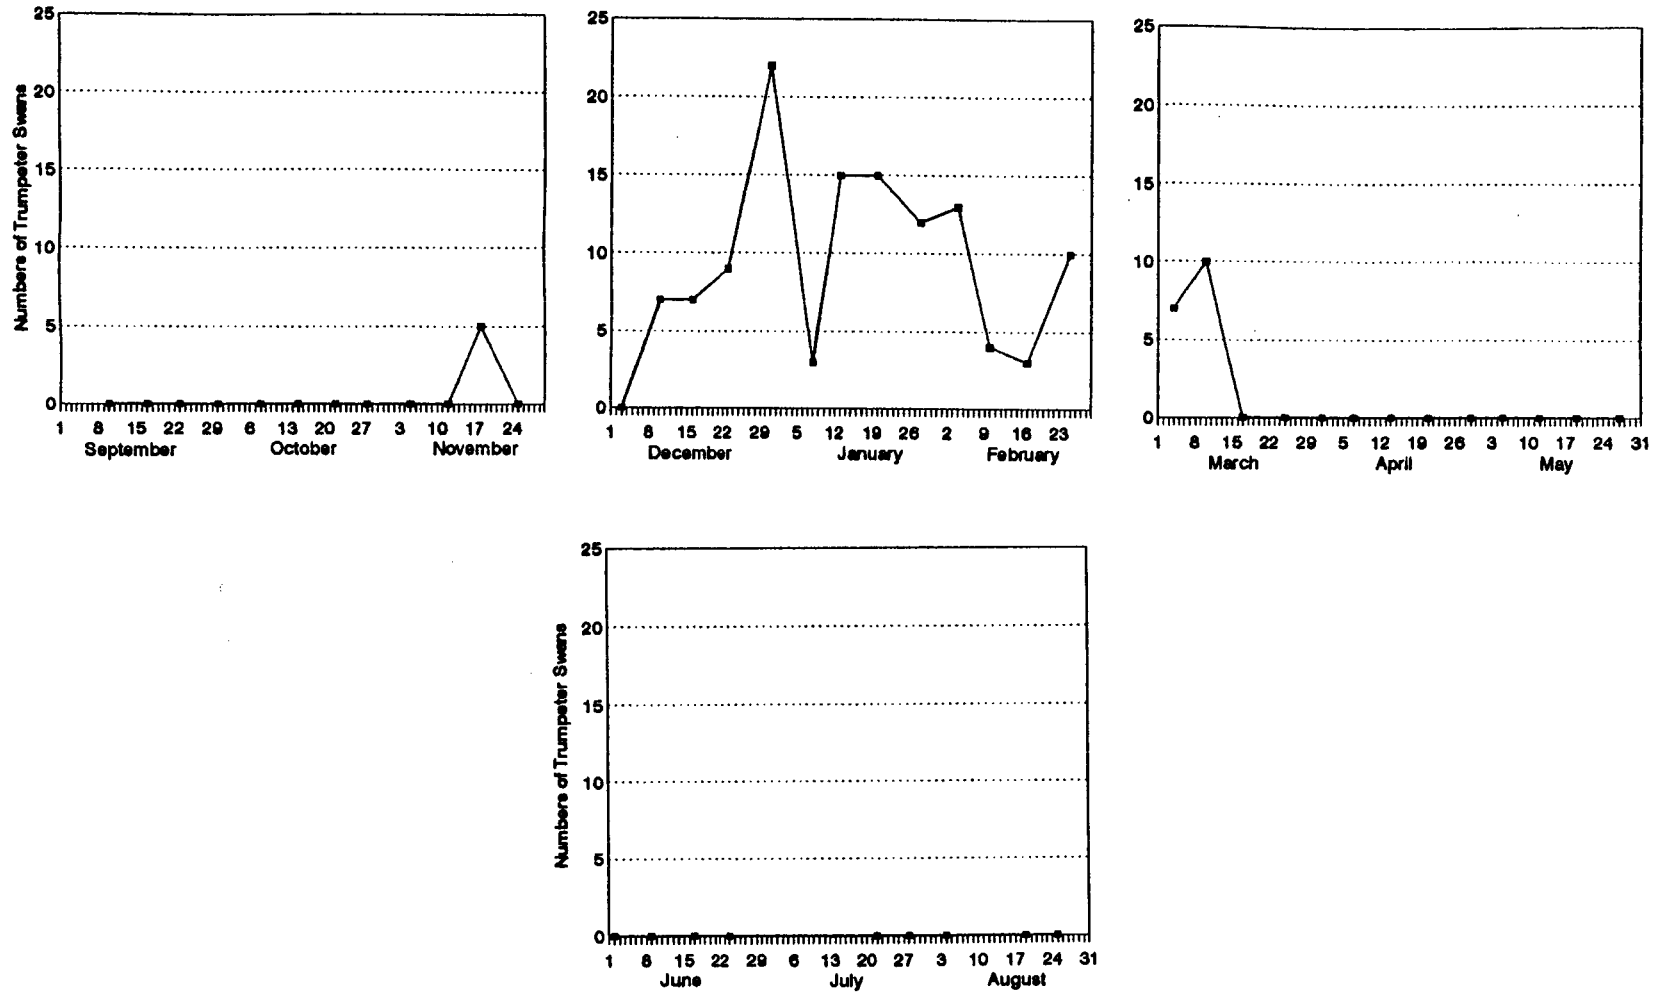 Numbers of Trumpeter Swans
25
20
15
10
5
0
1 8 15 22 29 6 13 20 27 3 10 17 24
September October November
25
20
15
10
5
0
1 8 15 22 29 5 12 19 26 2 9 16 23
December January February
25
20
15
10
5
0
1 8 15 22 29 5 12 19 26 3 10 17 24 31
March April May
Numbers of Trumpeter Swans
25
20
15
10
5
0
1 8 15 22 29 6 13 20 27 3 10 17 24 31
June July August